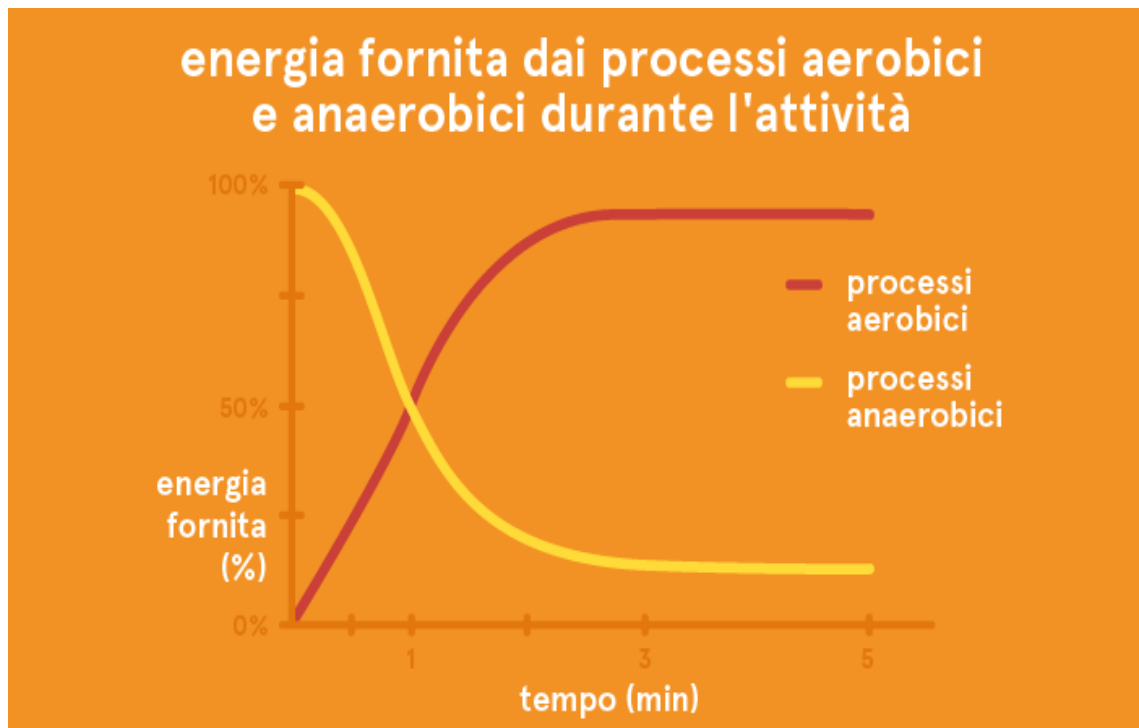 energia fornita dai processi aerobici
e anaerobici durante l'attività
100%
50%
energia
fornita
(%)
0%
processi
aerobici
processi
anaerobici
1
3
5
tempo (min)